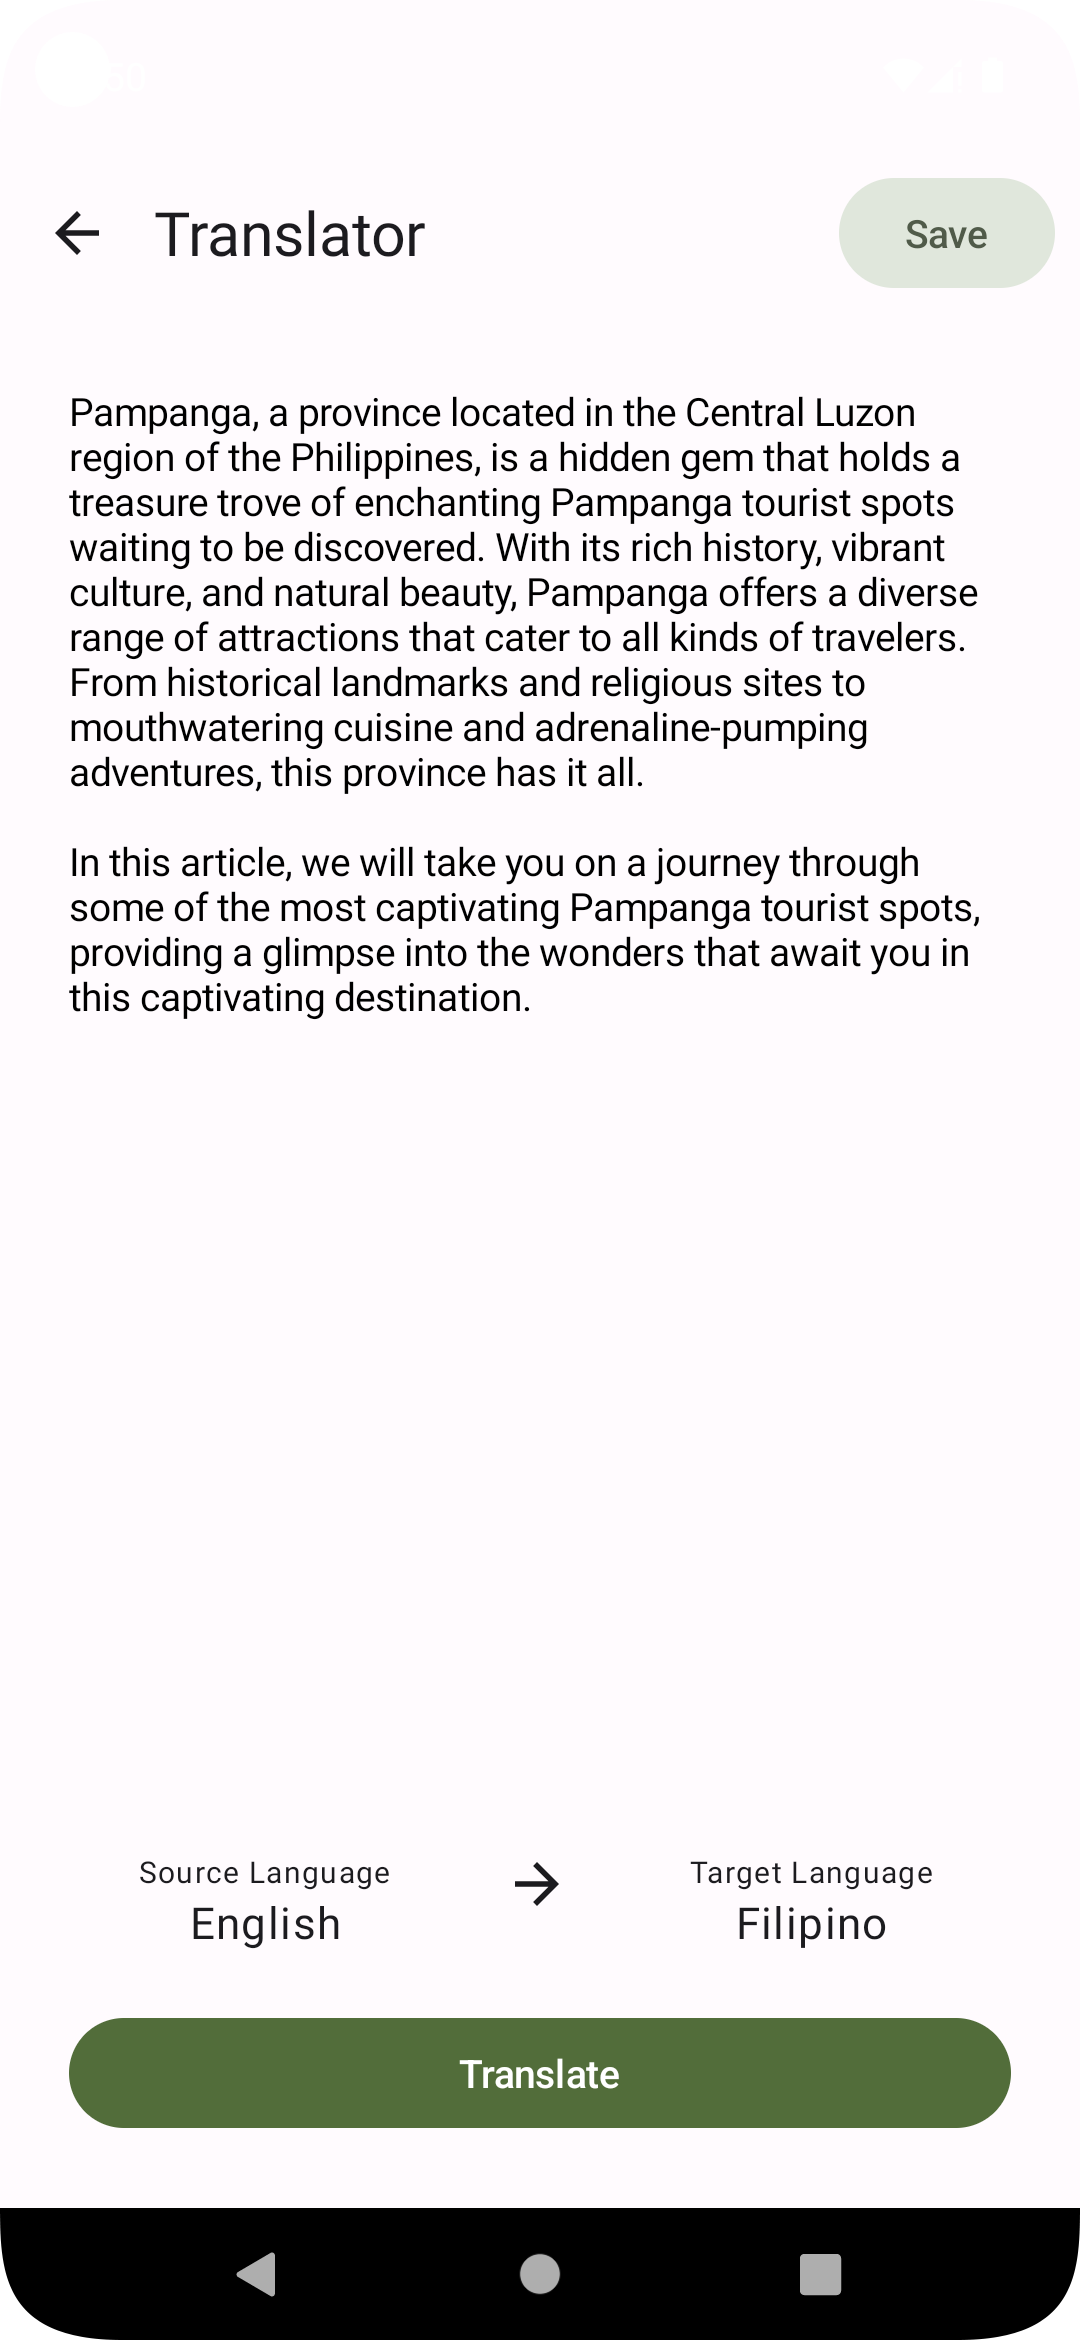 Translator
Save
Pampanga, a province located in the Central Luzon
region of the Philippines, is a hidden gem that holds a
treasure trove of enchanting Pampanga tourist spots
waiting to be discovered. With its rich history, vibrant
culture, and natural beauty, Pampanga offers a diverse
range of attractions that cater to all kinds of travelers.
From historical landmarks and religious sites to
mouthwatering cuisine and adrenaline-pumping
adventures, this province has it all.
In this article, we will take you on a journey through
some of the most captivating Pampanga tourist spots,
providing a glimpse into the wonders that await you in
this captivating destination.
Source Language
English
Target Language
Filipino
Translate